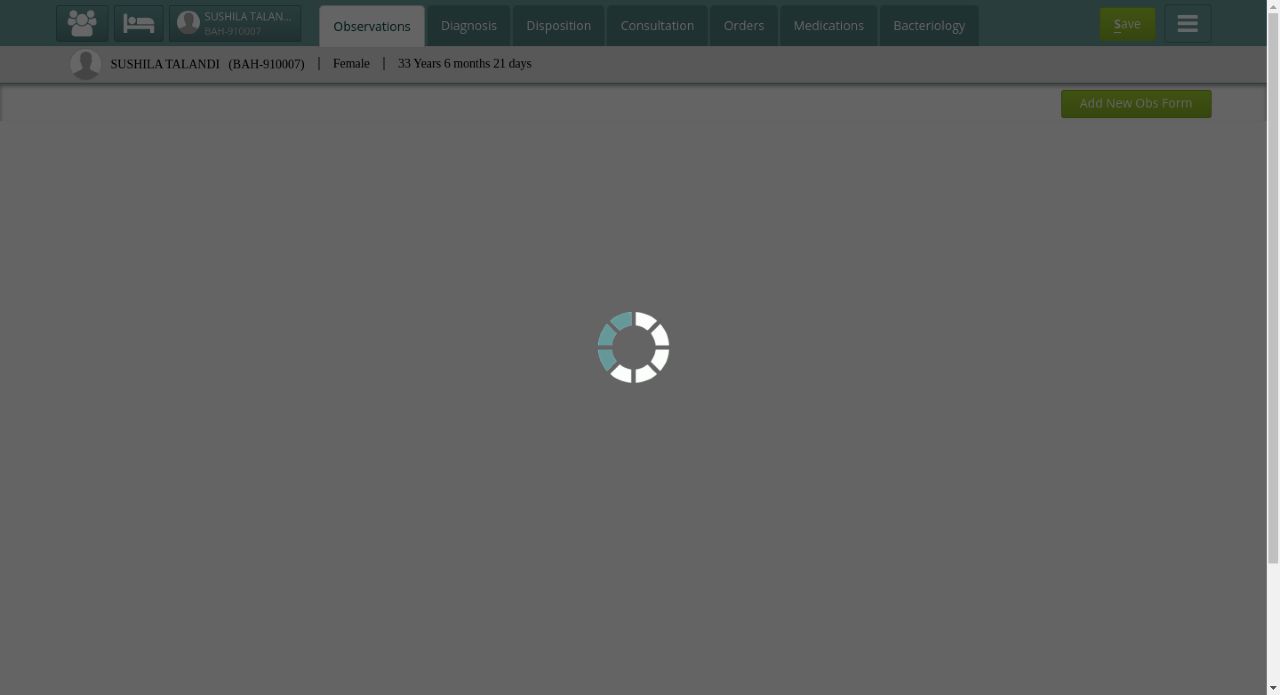 SUSHILA TALAN...
BAH-910007
Observations
Diagnosis
Disposition
Consultation
Orders
Medications
Bacteriology
Save
SUSHILA TALANDI (BAH-910007) | Female | 33 Years 6 months 21 days
Add New Obs Form